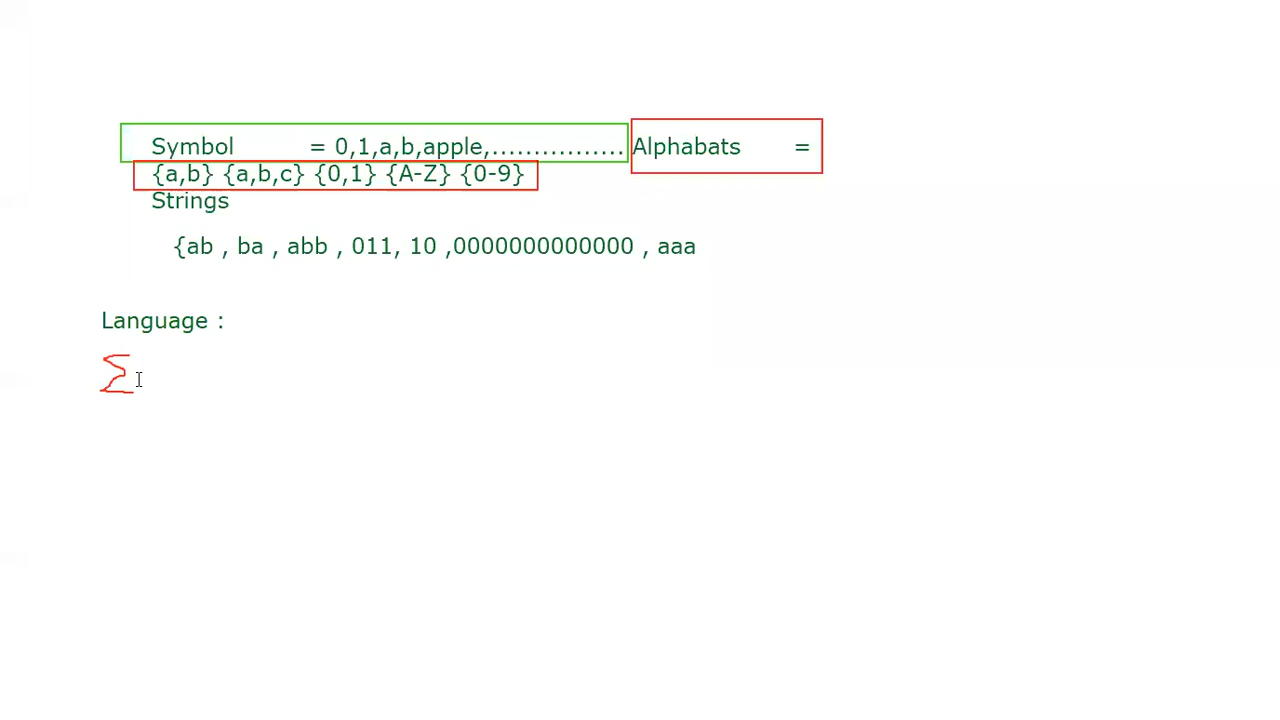 Symbol = 0,1,a,b,apple,................ Alphabats =
{a,b} {a,b,c} {0,1} {A-Z} {0-9}
Strings
{ab , ba , abb , 011, 10 ,0000000000000 , aaa
Language :
Σ